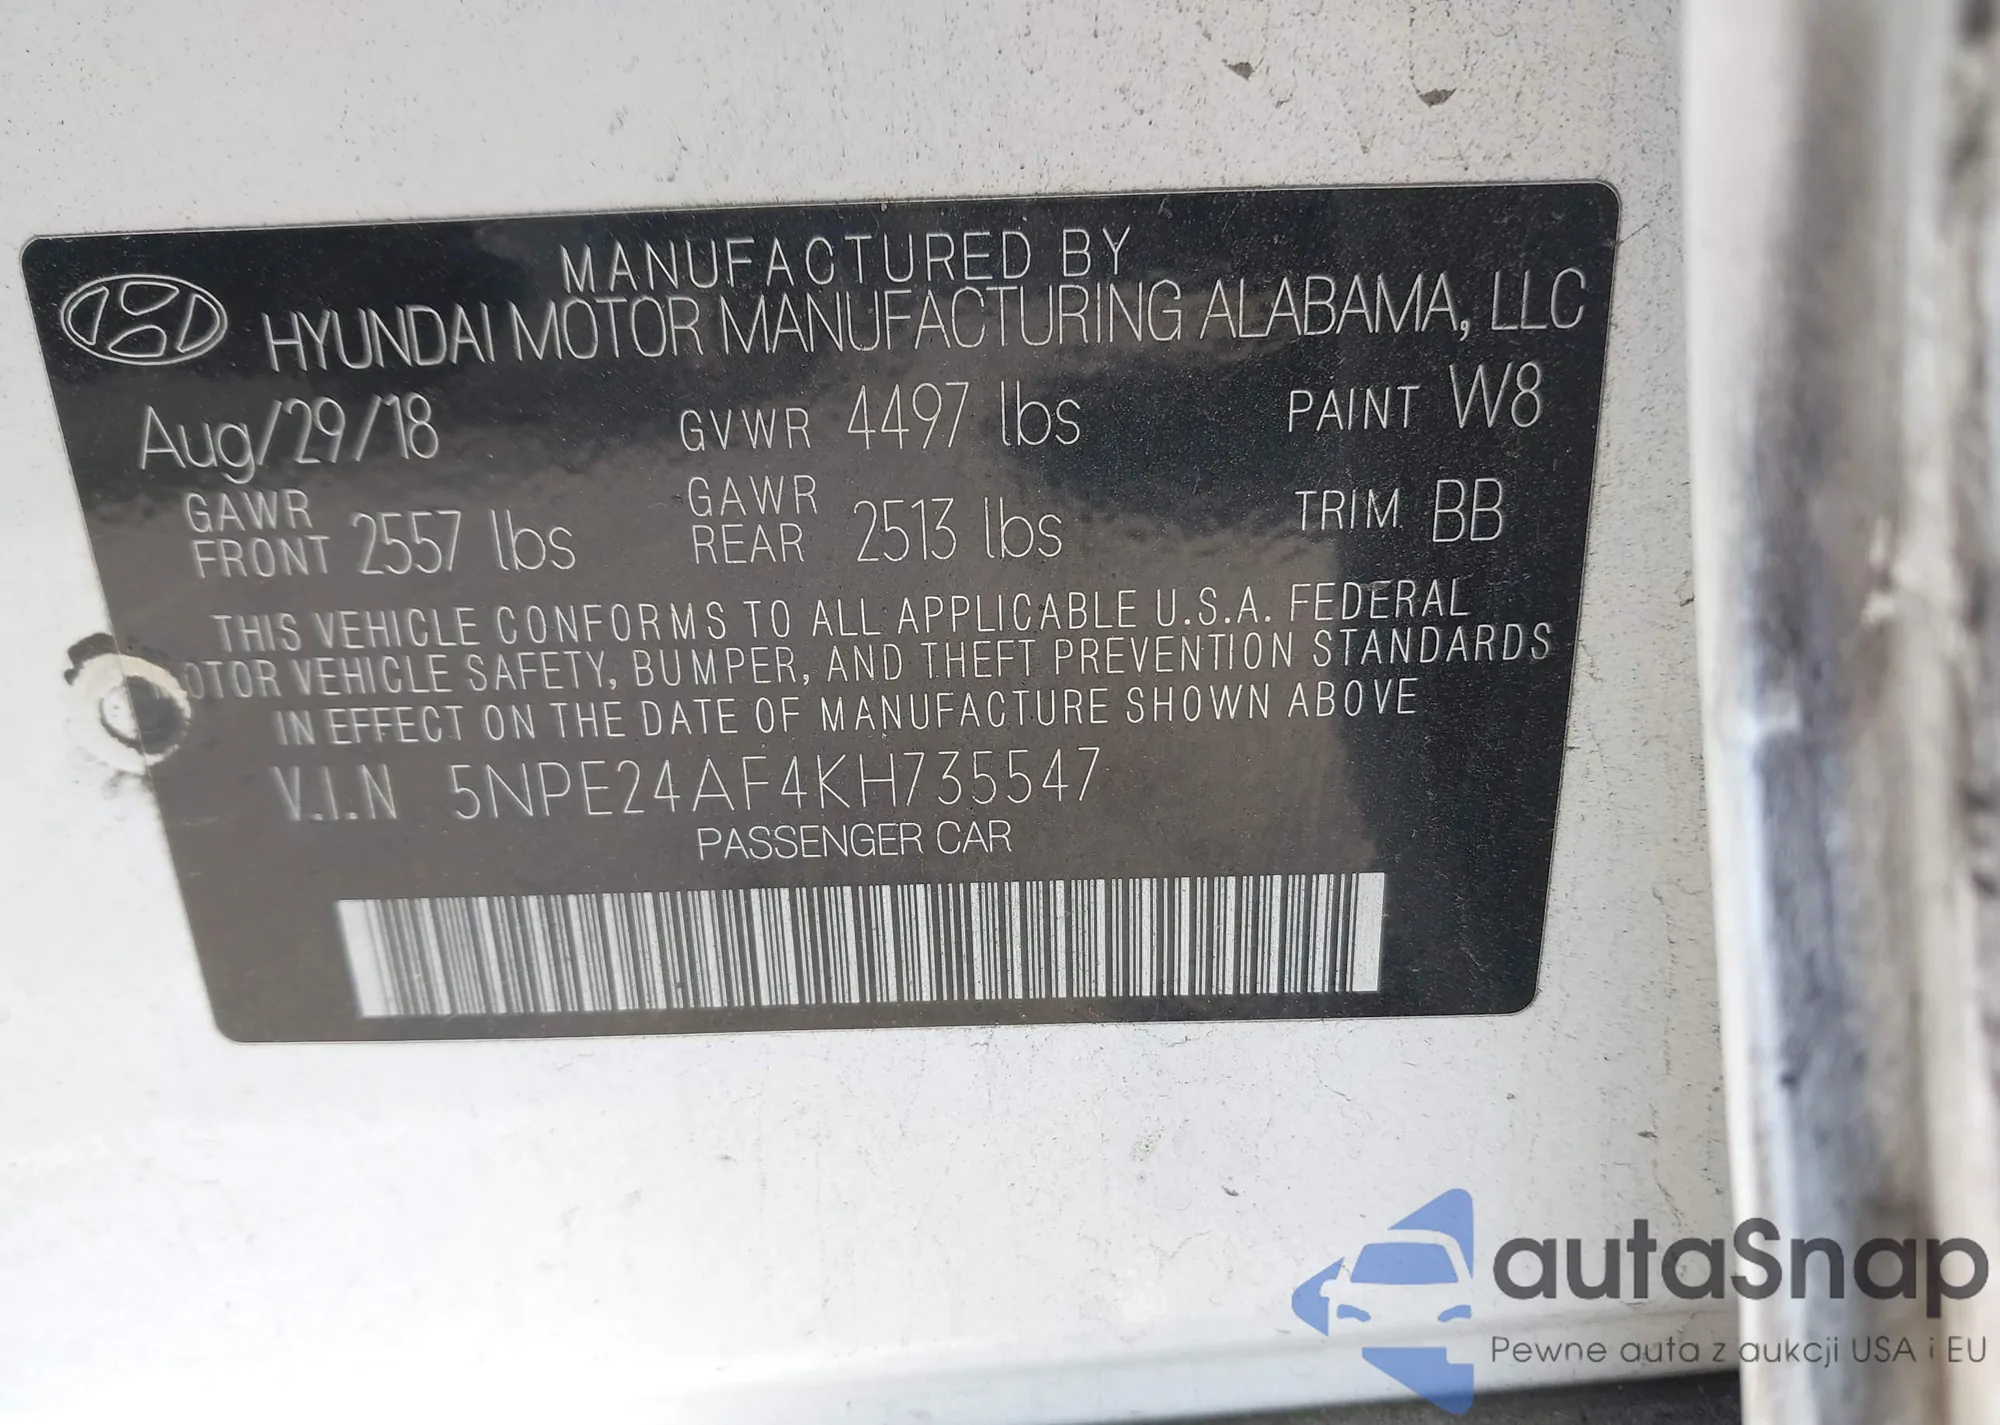 MANUFACTURED BY
HYUNDAI MOTOR MANUFACTURING ALABAMA, LLC
Aug/29/18 GVWR 4497 lbs PAINT W8
GAWR FRONT 2557 lbs GAWR REAR 2513 lbs TRIM BB
THIS VEHICLE CONFORMS TO ALL APPLICABLE U.S.A. FEDERAL
OTOR VEHICLE SAFETY, BUMPER, AND THEFT PREVENTION STANDARDS
IN EFFECT ON THE DATE OF MANUFACTURE SHOWN ABOVE
V.I.N 5NPE24AF4KH735547
PASSENGER CAR
autaSnap
Pewne auta z aukcji USA i EU